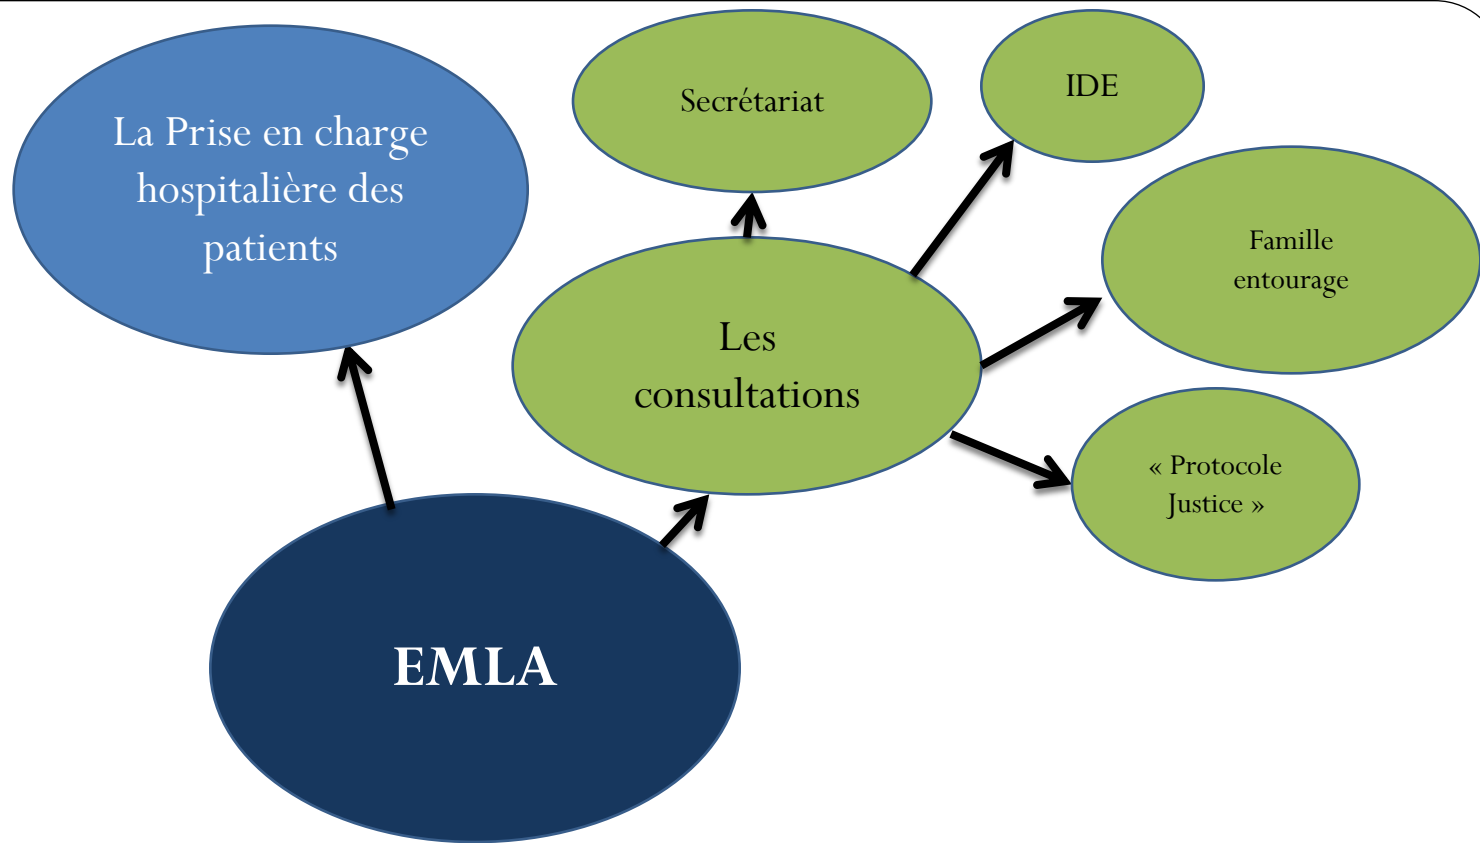 La Prise en charge
hospitalière des
patients
Secrétariat
IDE
Famille
entourage
Les
consultations
« Protocole
Justice »
EMLA